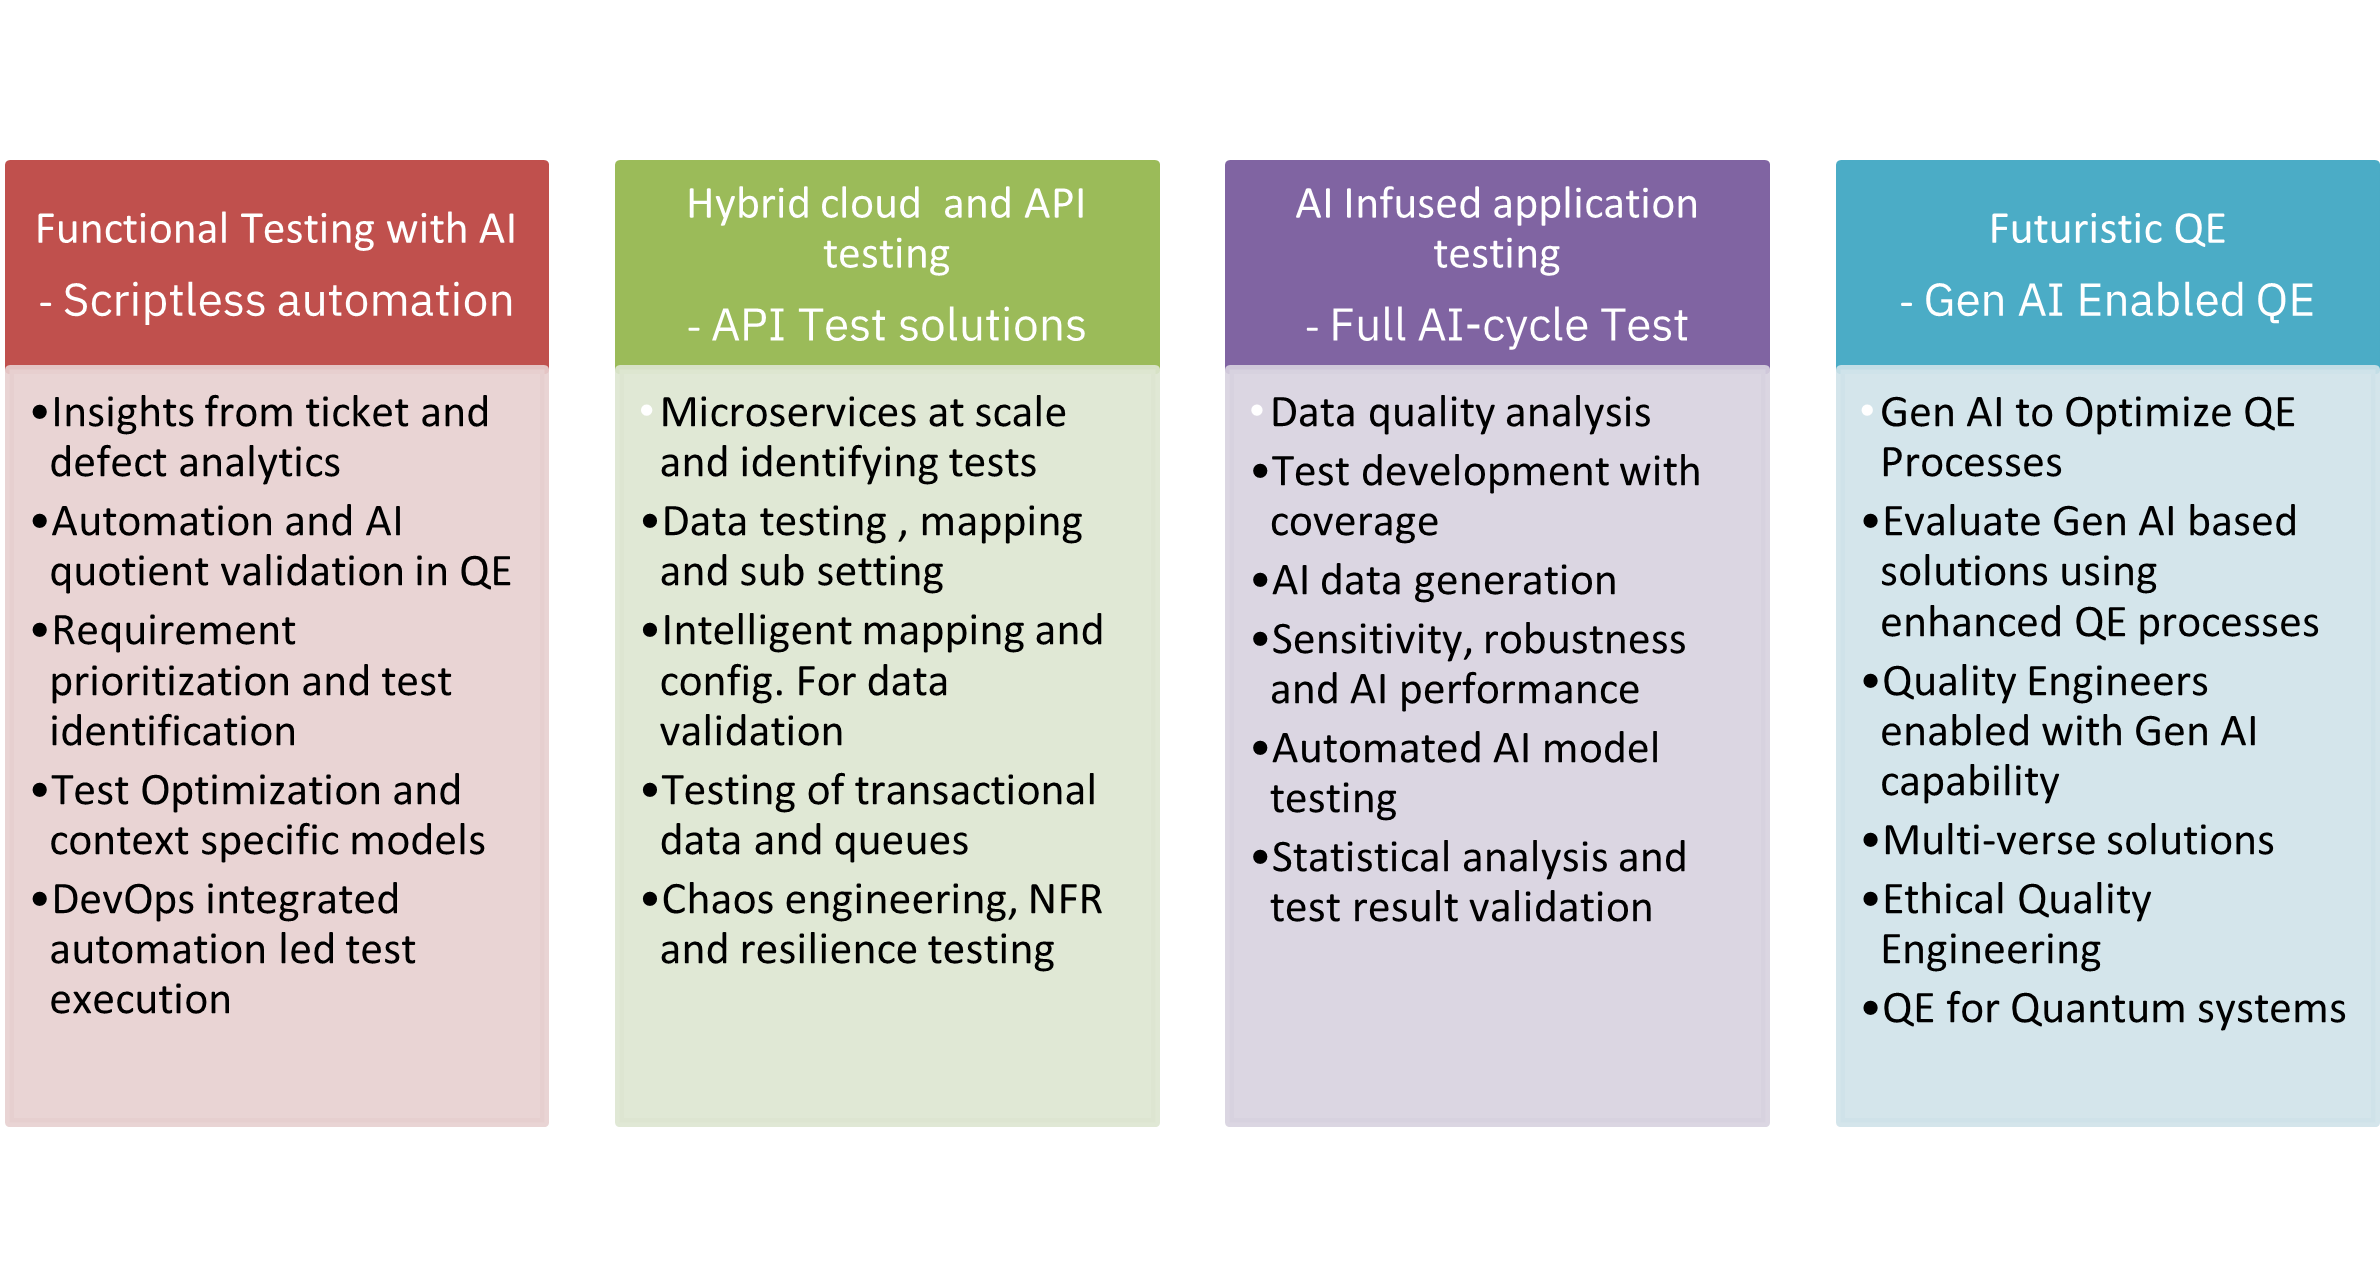 Functional Testing with AI
- Scriptless automation
•Insights from ticket and
defect analytics
•Automation and AI
quotient validation in QE
•Requirement
prioritization and test
identification
•Test Optimization and
context specific models
•DevOps integrated
automation led test
execution
Hybrid cloud  and API
testing
- API Test solutions
•Microservices at scale
and identifying tests
•Data testing , mapping
and sub setting
•Intelligent mapping and
config. For data
validation
•Testing of transactional
data and queues
•Chaos engineering, NFR
and resilience testing
AI Infused application
testing
- Full AI-cycle Test
•Data quality analysis
•Test development with
coverage
•AI data generation
•Sensitivity, robustness
and AI performance
•Automated AI model
testing
•Statistical analysis and
test result validation
Futuristic QE
- Gen AI Enabled QE
•Gen AI to Optimize QE
Processes
•Evaluate Gen AI based
solutions using
enhanced QE processes
•Quality Engineers
enabled with Gen AI
capability
•Multi-verse solutions
•Ethical Quality
Engineering
•QE for Quantum systems